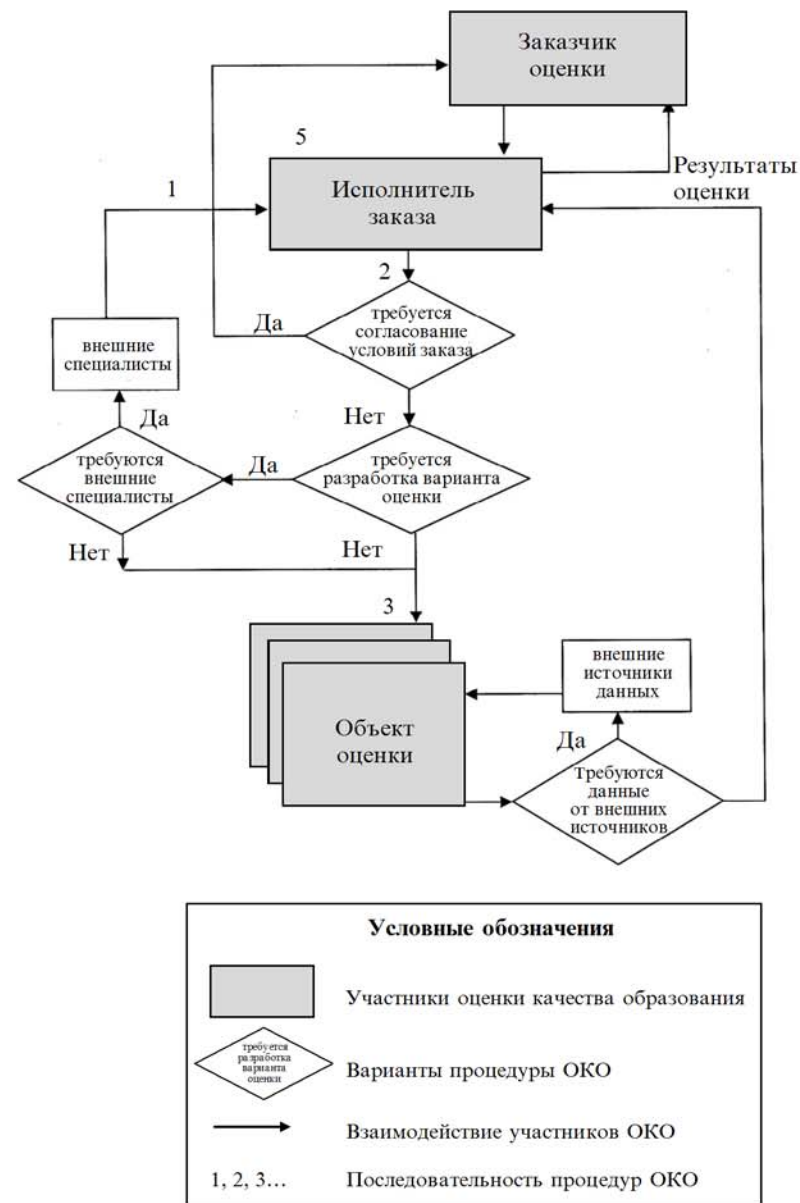 Заказчик
оценки
5
1
Исполнитель
заказа
Результаты
оценки
2
Да
требуется
согласование
условий заказа
внешние
специалисты
Да
Нет
требуются
внешние
специалисты
Да
требуется
разработка варианта
оценки
Нет
Нет
3
внешние
источники
данных
Объект
оценки
Да
Требуются
данные
от внешних
источников
Условные обозначения
Участники оценки качества образования
требуется
разработка
варианта
оценки
Варианты процедуры ОКО
Взаимодействие участников ОКО
1, 2, 3... Последовательность процедур ОКО